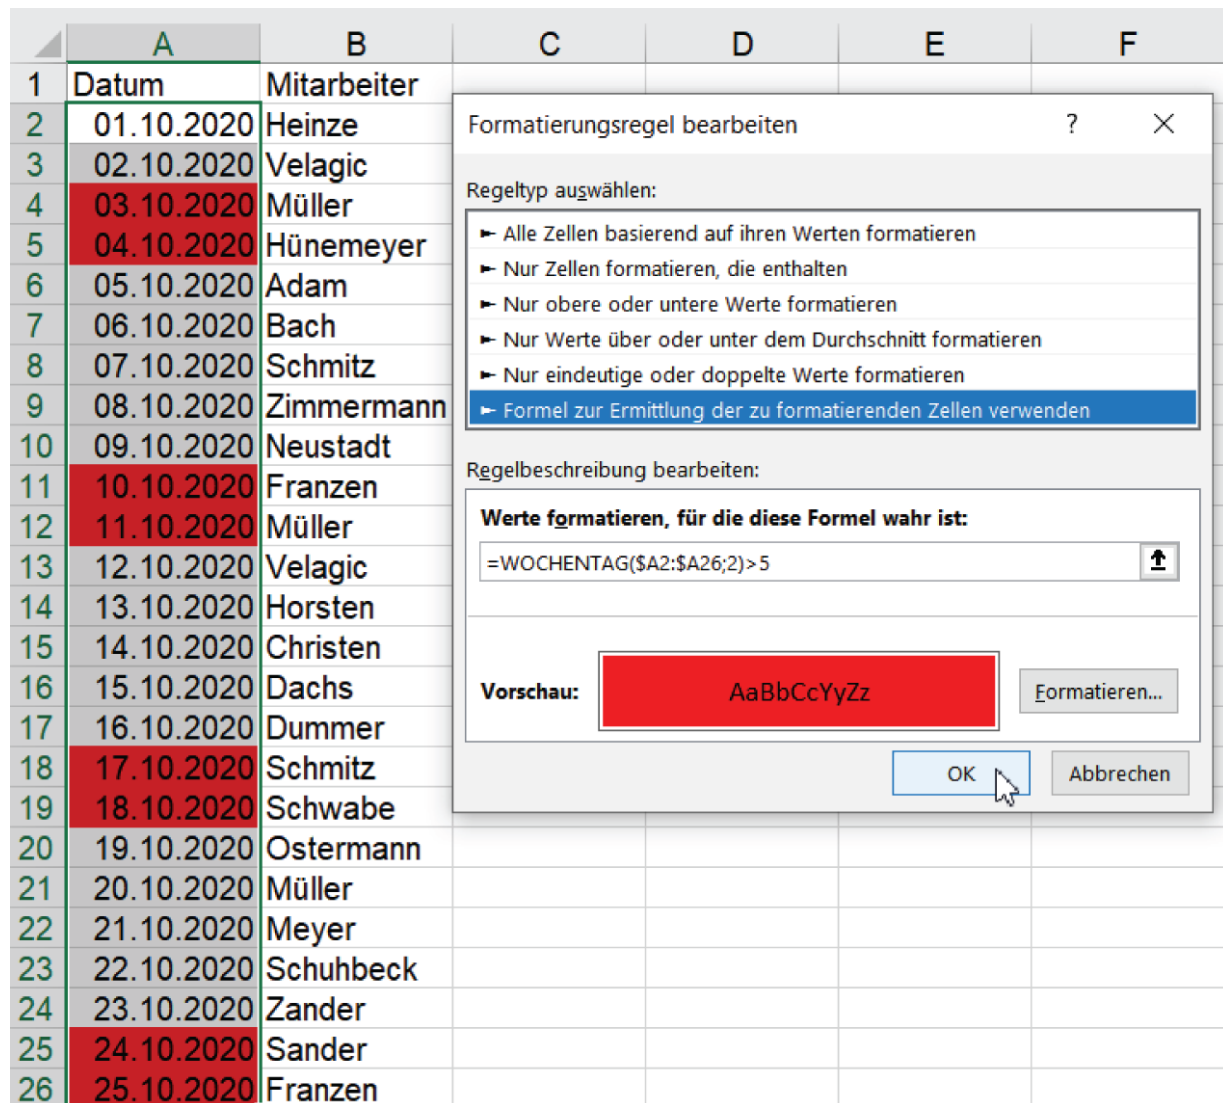 A B C D E F
1 Datum Mitarbeiter
2 01.10.2020 Heinze
3 02.10.2020 Velagic
4 03.10.2020 Müller
5 04.10.2020 Hünemeyer
6 05.10.2020 Adam
7 06.10.2020 Bach
8 07.10.2020 Schmitz
9 08.10.2020 Zimmermann
10 09.10.2020 Neustadt
11 10.10.2020 Franzen
12 11.10.2020 Müller
13 12.10.2020 Velagic
14 13.10.2020 Horsten
15 14.10.2020 Christen
16 15.10.2020 Dachs
17 16.10.2020 Dummer
18 17.10.2020 Schmitz
19 18.10.2020 Schwabe
20 19.10.2020 Ostermann
21 20.10.2020 Müller
22 21.10.2020 Meyer
23 22.10.2020 Schuhbeck
24 23.10.2020 Zander
25 24.10.2020 Sander
26 25.10.2020 Franzen
Formatierungsregel bearbeiten ?
Regeltyp auswählen:
► Alle Zellen basierend auf ihren Werten formatieren
► Nur Zellen formatieren, die enthalten
► Nur obere oder untere Werte formatieren
► Nur Werte über oder unter dem Durchschnitt formatieren
► Nur eindeutige oder doppelte Werte formatieren
► Formel zur Ermittlung der zu formatierenden Zellen verwenden
Regelbeschreibung bearbeiten:
Werte formatieren, für die diese Formel wahr ist:
=WOCHENTAG($A2:$A26;2)>5
Vorschau: AaBbCcYyZz Formatieren...
OK Abbrechen